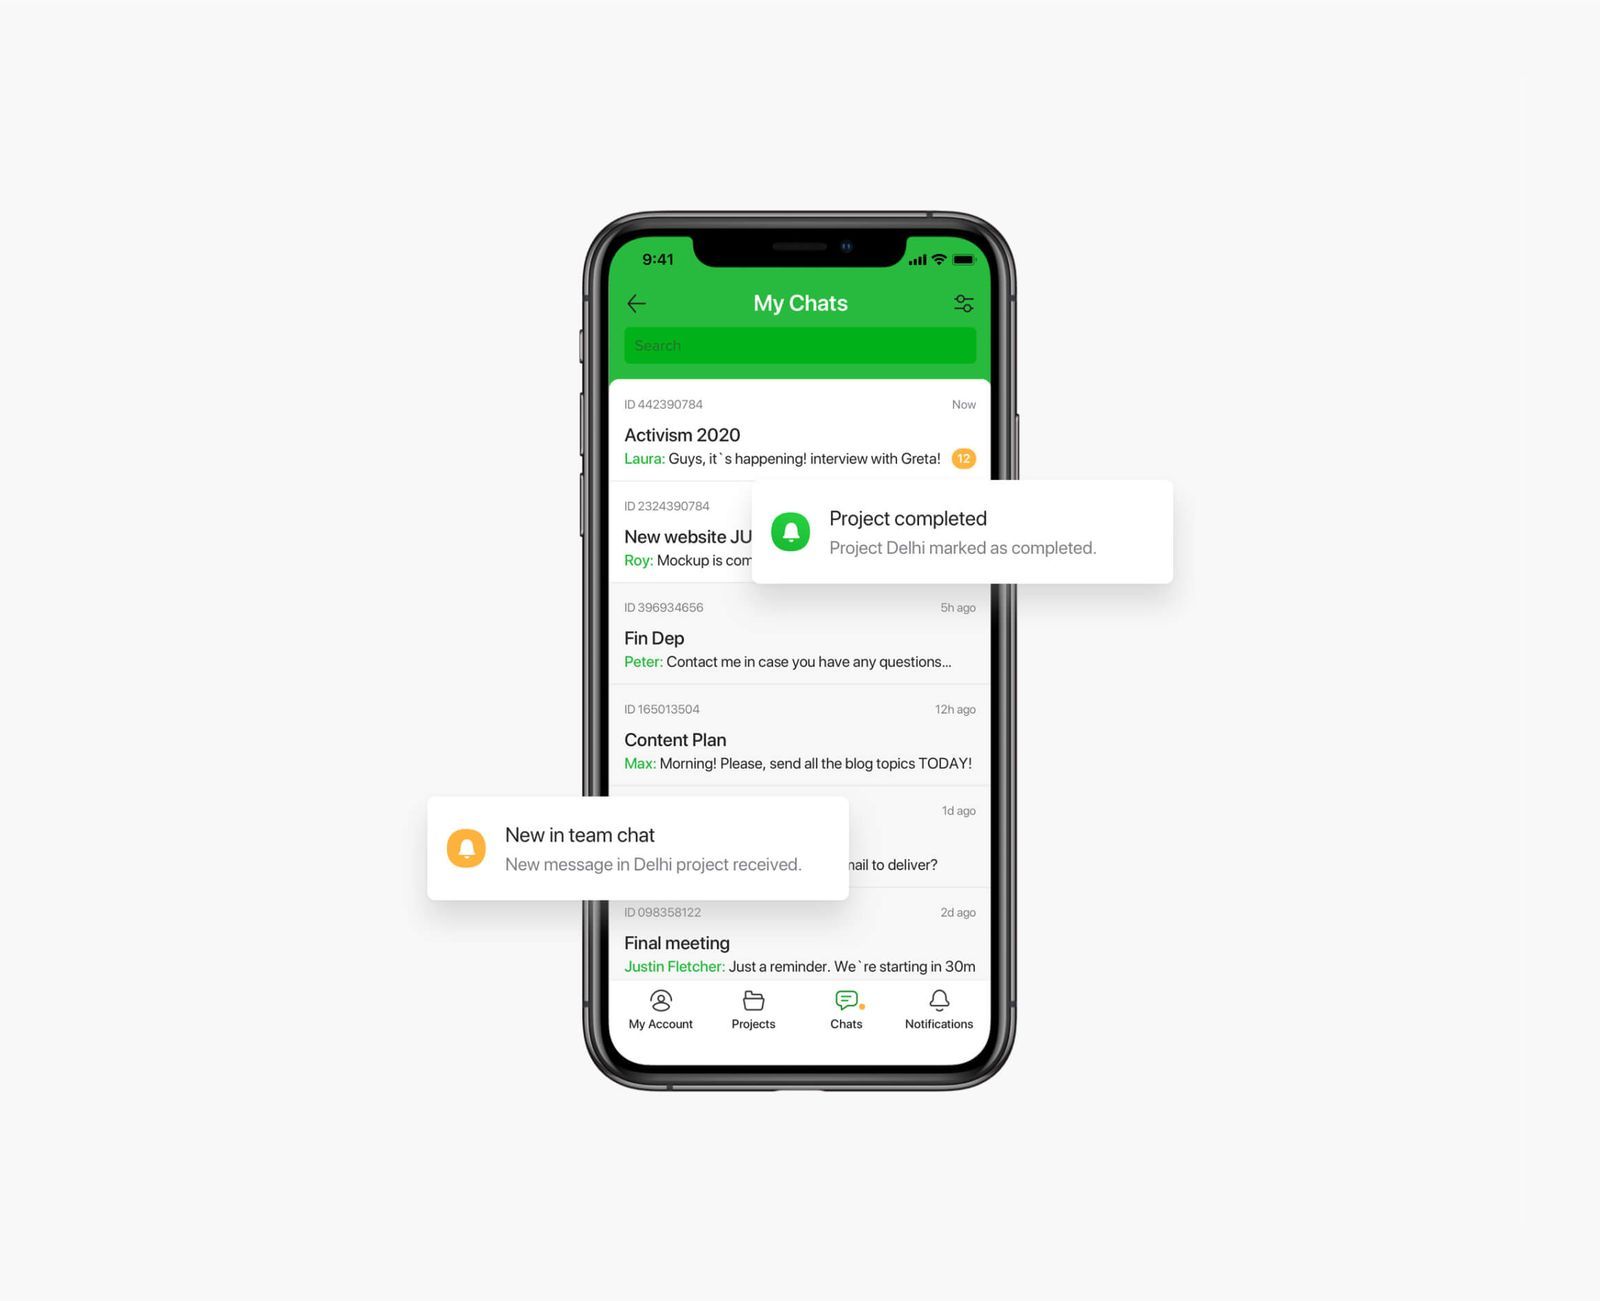 9:41
My Chats
Search
ID 442390784 Now
Activism 2020
Laura: Guys, it`s happening! interview with Greta! 12
ID 2324390784
New website JU
Roy: Mockup is com
Project completed
Project Delhi marked as completed.
ID 396934656 5h ago
Fin Dep
Peter: Contact me in case you have any questions...
ID 165013504 12h ago
Content Plan
Max: Morning! Please, send all the blog topics TODAY!
1d ago
to deliver?
New in team chat
New message in Delhi project received.
ID 098358122 2d ago
Final meeting
Justin Fletcher: Just a reminder. We`re starting in 30m
My Account Projects Chats Notifications